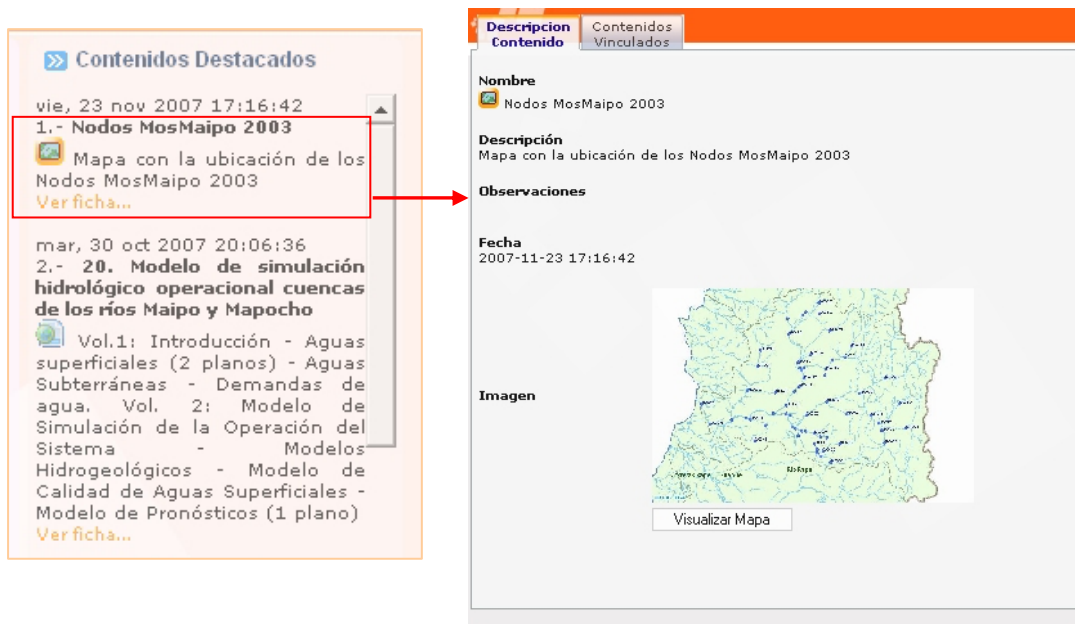 Contenidos Destacados
vie, 23 nov 2007 17:16:42
1.- Nodos MosMaipo 2003
Mapa con la ubicación de los
Nodos MosMaipo 2003
Ver ficha...
mar, 30 oct 2007 20:06:36
2.- 20. Modelo de simulación
hidrológico operacional cuencas
de los ríos Maipo y Mapocho
Vol.1: Introducción - Aguas
superficiales (2 planos) - Aguas
Subterráneas - Demandas de
agua. Vol. 2: Modelo de
Simulación de la Operación del
Sistema - Modelos
Hidrogeológicos - Modelo de
Calidad de Aguas Superficiales -
Modelo de Pronósticos (1 plano)
Ver ficha...
Descripcion
Contenido
Contenidos
Vinculados
Nombre
Nodos MosMaipo 2003
Descripción
Mapa con la ubicación de los Nodos MosMaipo 2003
Observaciones
Fecha
2007-11-23 17:16:42
Imagen
Visualizar Mapa